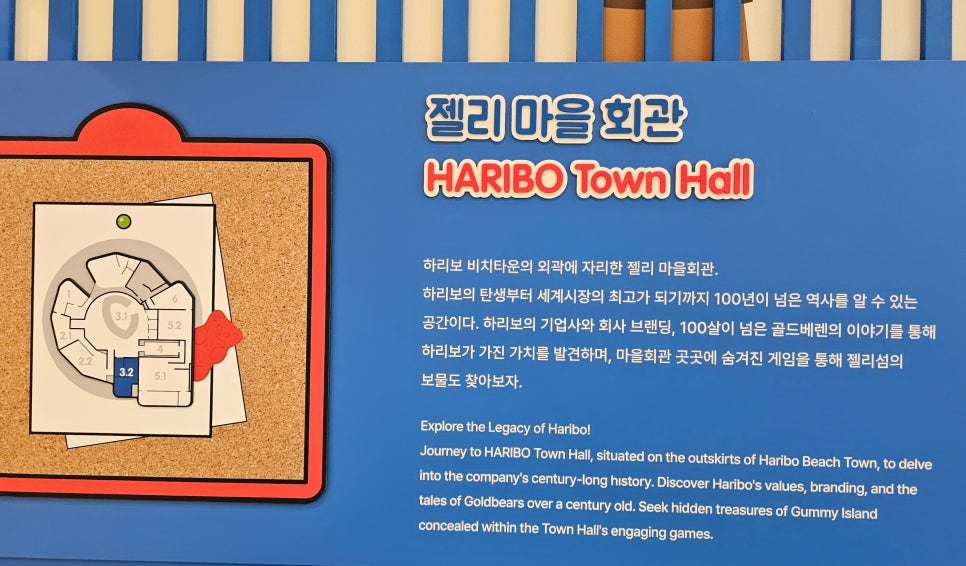 젤리 마을 회관
HARIBO Town Hall
하리보 비치타운의 외곽에 자리한 젤리 마을회관.
하리보의 탄생부터 세계시장의 최고가 되기까지 100년이 넘은 역사를 알 수 있는
공간이다. 하리보의 기업사와 회사 브랜딩, 100살이 넘은 골드베렌의 이야기를 통해
하리보가 가진 가치를 발견하며, 마을회관 곳곳에 숨겨진 게임을 통해 젤리섬의
보물도 찾아보자.
Explore the Legacy of Haribo!
Journey to HARIBO Town Hall, situated on the outskirts of Haribo Beach Town, to delve
into the company's century-long history. Discover Haribo's values, branding, and the
tales of Goldbears over a century old. Seek hidden treasures of Gummy Island
concealed within the Town Hall's engaging games.
1
6
3.1
5.2
2.1
4
2.2
3.2
5.1